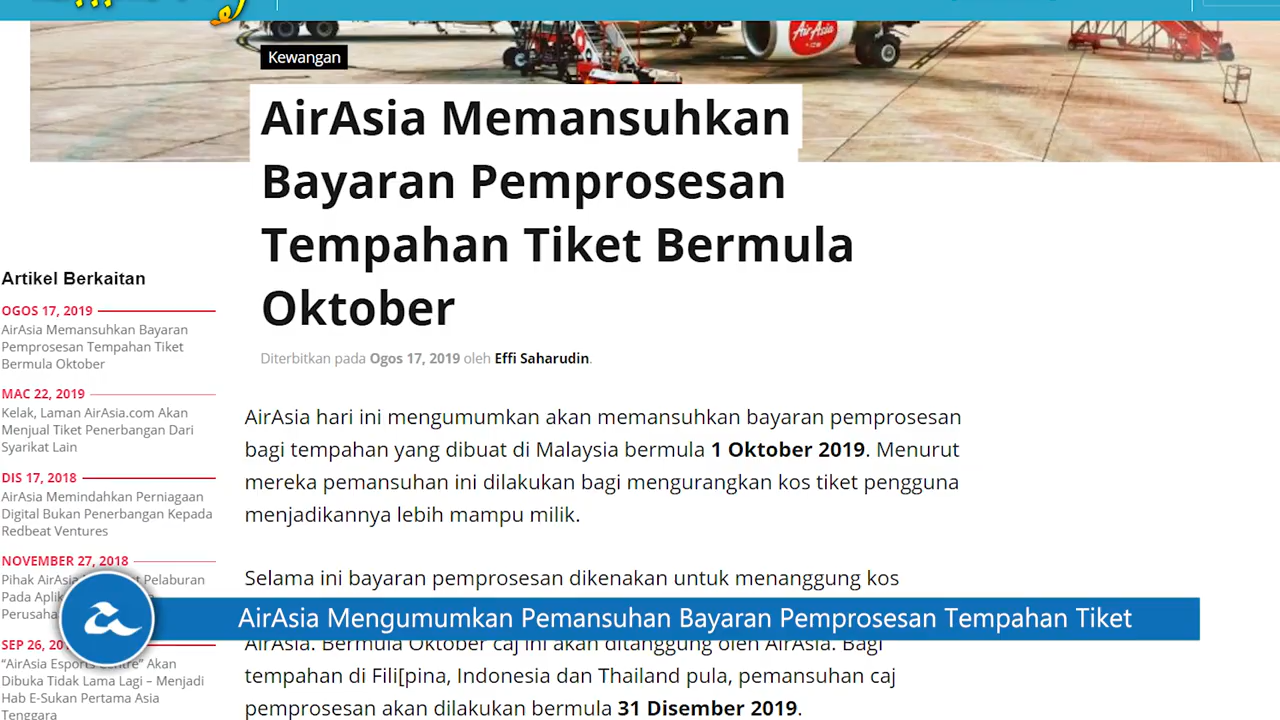 AirAsia
Kewangan
AirAsia Memansuhkan
Bayaran Pemprosesan
Tempahan Tiket Bermula
Oktober
Diterbitkan pada Ogos 17, 2019 oleh Effi Saharudin.
Artikel Berkaitan
OGOS 17, 2019
AirAsia Memansuhkan Bayaran
Pemprosesan Tempahan Tiket
Bermula Oktober
MAC 22, 2019
Kelak, Laman AirAsia.com Akan
Menjual Tiket Penerbangan Dari
Syarikat Lain
DIS 17, 2018
AirAsia Memindahkan Perniagaan
Digital Bukan Penerbangan Kepada
Redbeat Ventures
NOVEMBER 27, 2018
Pihak AirAsia Pelaburan
Pada
SEP 26,
“AirAsia Esports Centre” Akan
Dibuka Tidak Lama Lagi – Menjadi
Hab E-Sukan Pertama Asia
Tenggara
AirAsia hari ini mengumumkan akan memansuhkan bayaran pemprosesan
bagi tempahan yang dibuat di Malaysia bermula 1 Oktober 2019. Menurut
mereka pemansuhan ini dilakukan bagi mengurangkan kos tiket pengguna
menjadikannya lebih mampu milik.
Selama ini bayaran pemprosesan dikenakan untuk menanggung kos
AirAsia Mengumumkan Pemansuhan Bayaran Pemprosesan Tempahan Tiket
AirAsia. Bermula Oktober caj ini akan ditanggung oleh AirAsia. Bagi
tempahan di Fili[pina, Indonesia dan Thailand pula, pemansuhan caj
pemprosesan akan dilakukan bermula 31 Disember 2019.